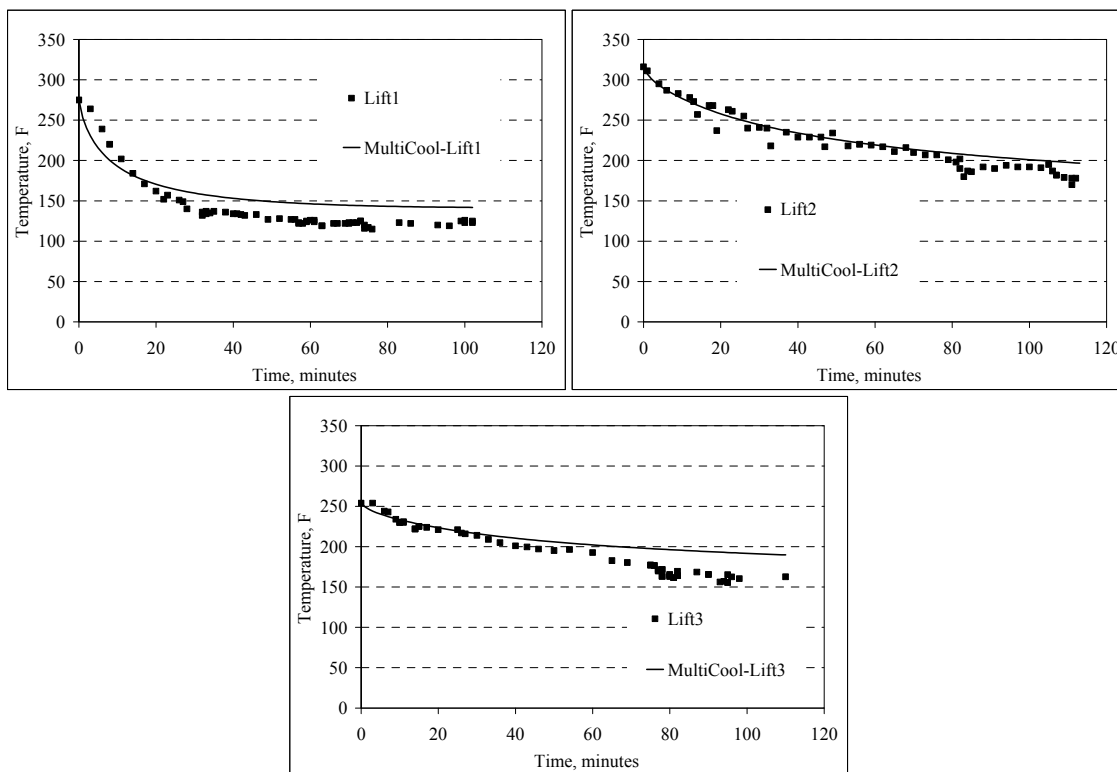 350
300
250
200
150
100
50
0
Temperature, F
Lift1
MultiCool-Lift1
0 20 40 60 80 100 120
Time, minutes
350
300
250
200
150
100
50
0
Temperature, F
Lift2
MultiCool-Lift2
0 20 40 60 80 100 120
Time, minutes
350
300
250
200
150
100
50
0
Temperature, F
Lift3
MultiCool-Lift3
0 20 40 60 80 100 120
Time, minutes